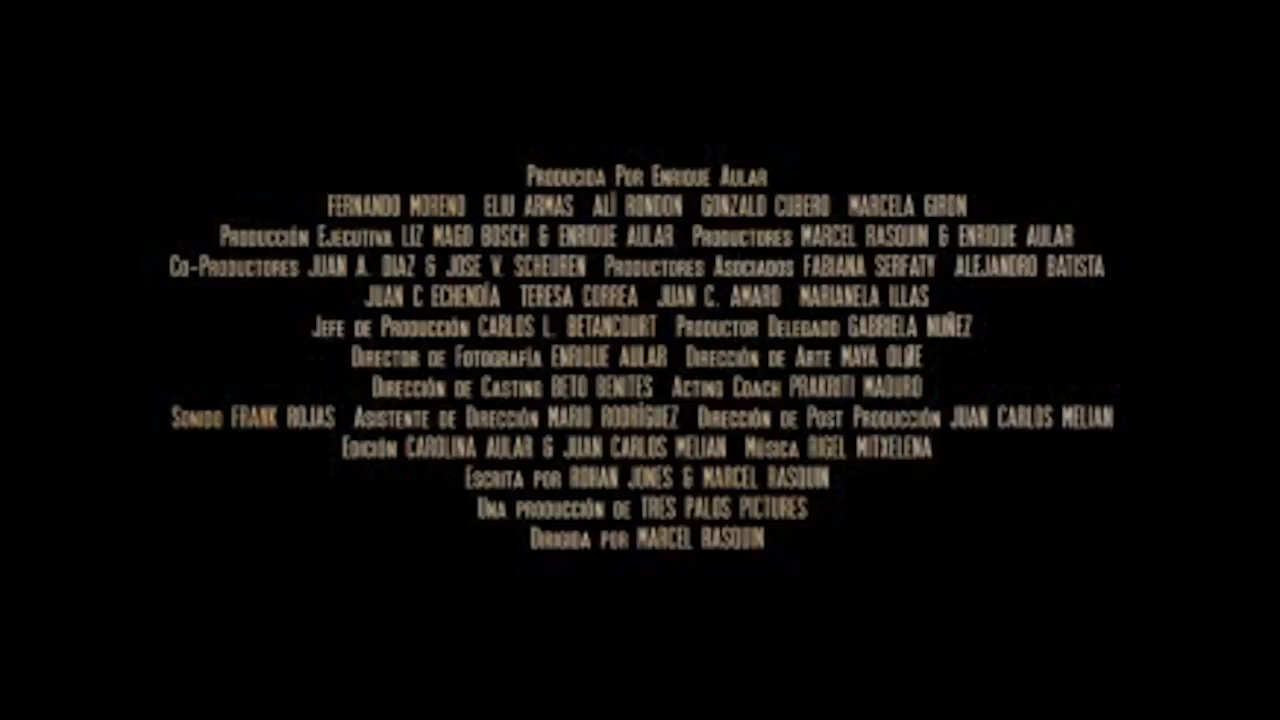 Producida Por Enrique Aular
FERNANDO MORENO ELIU ARMAS ALÍ RONDON GONZALO CUBERO MARCELA GIRON
Producción Ejecutiva LIZ MAGO BOSCH & ENRIQUE AULAR Productores MARCEL RASQUIN & ENRIQUE AULAR
Co-Productores JUAN A. DIAZ & JOSE V. SCHEUREN Productores Asociados FABIANA SERFATY ALEJANDRO BATISTA
JUAN C ECHENDÍA TERESA CORREA JUAN C. AMARO MARIANELA ILLAS
Jefe de Producción CARLOS L. BETANCOURT Productor Delegado GABRIELA NUÑEZ
Director de Fotografía ENRIQUE AULAR Dirección de Arte MAYA OLØE
Dirección de Casting BETO BENITES Acting Coach PRAKRITI MADURO
Sonido FRANK ROJAS Asistente de Dirección MARIO RODRÍGUEZ Dirección de Post Producción JUAN CARLOS MELIAN
Edición CAROLINA AULAR & JUAN CARLOS MELIAN Música RIGEL MITXELENA
Escrita por ROHAN JONES & MARCEL RASQUIN
Una producción de TRES PALOS PICTURES
Dirigida por MARCEL RASQUIN